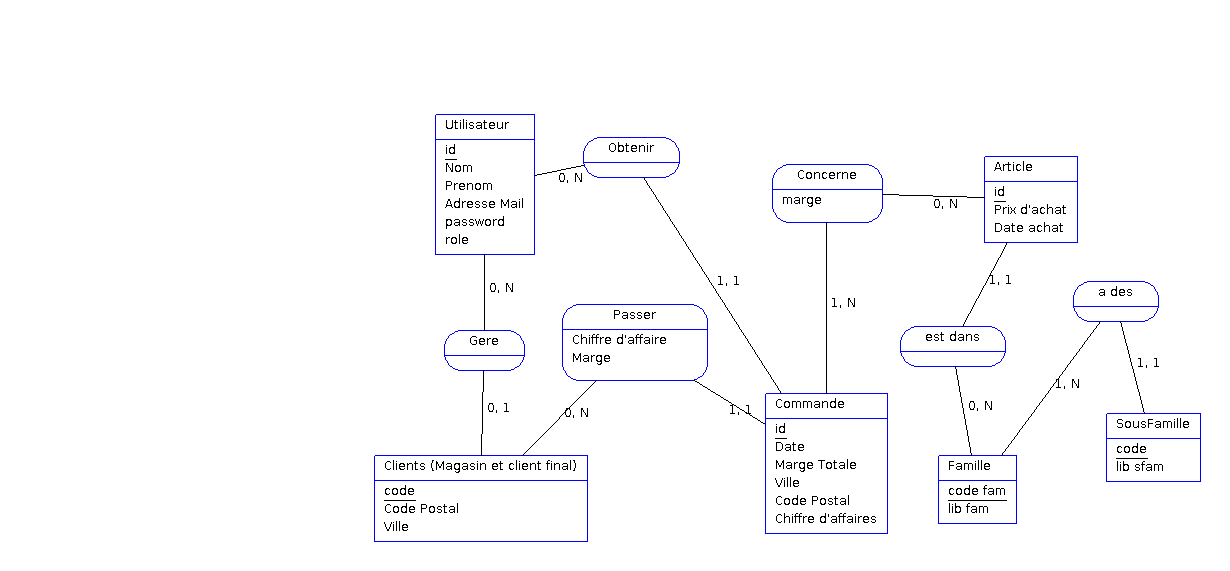 Utilisateur
id
Nom
Prenom
Adresse Mail
password
role
Obtenir
0, N
1, 1
Concerne
marge
0, N
1, N
Article
id
Prix d'achat
Date achat
1, 1
a des
1, N
1, 1
est dans
0, N
0, N
Gere
0, 1
Passer
Chiffre d'affaire
Marge
0, N
1, 1
Commande
id
Date
Marge Totale
Ville
Code Postal
Chiffre d'affaires
SousFamille
code
lib sfam
Clients (Magasin et client final)
code
Code Postal
Ville
Famille
code fam
lib fam